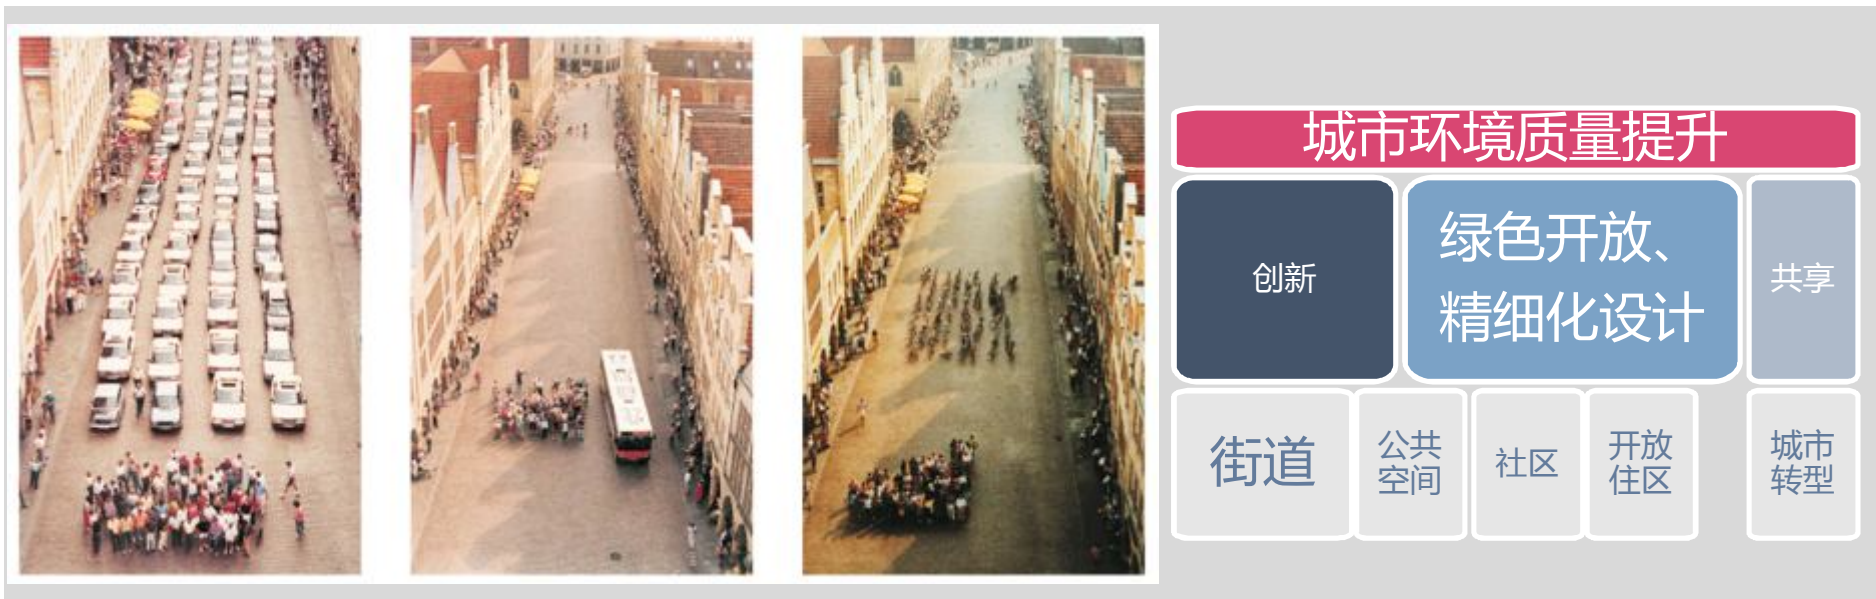 城市环境质量提升
创新
绿色开放、
精细化设计
共享
街道
公共
空间
社区
开放
住区
城市
转型